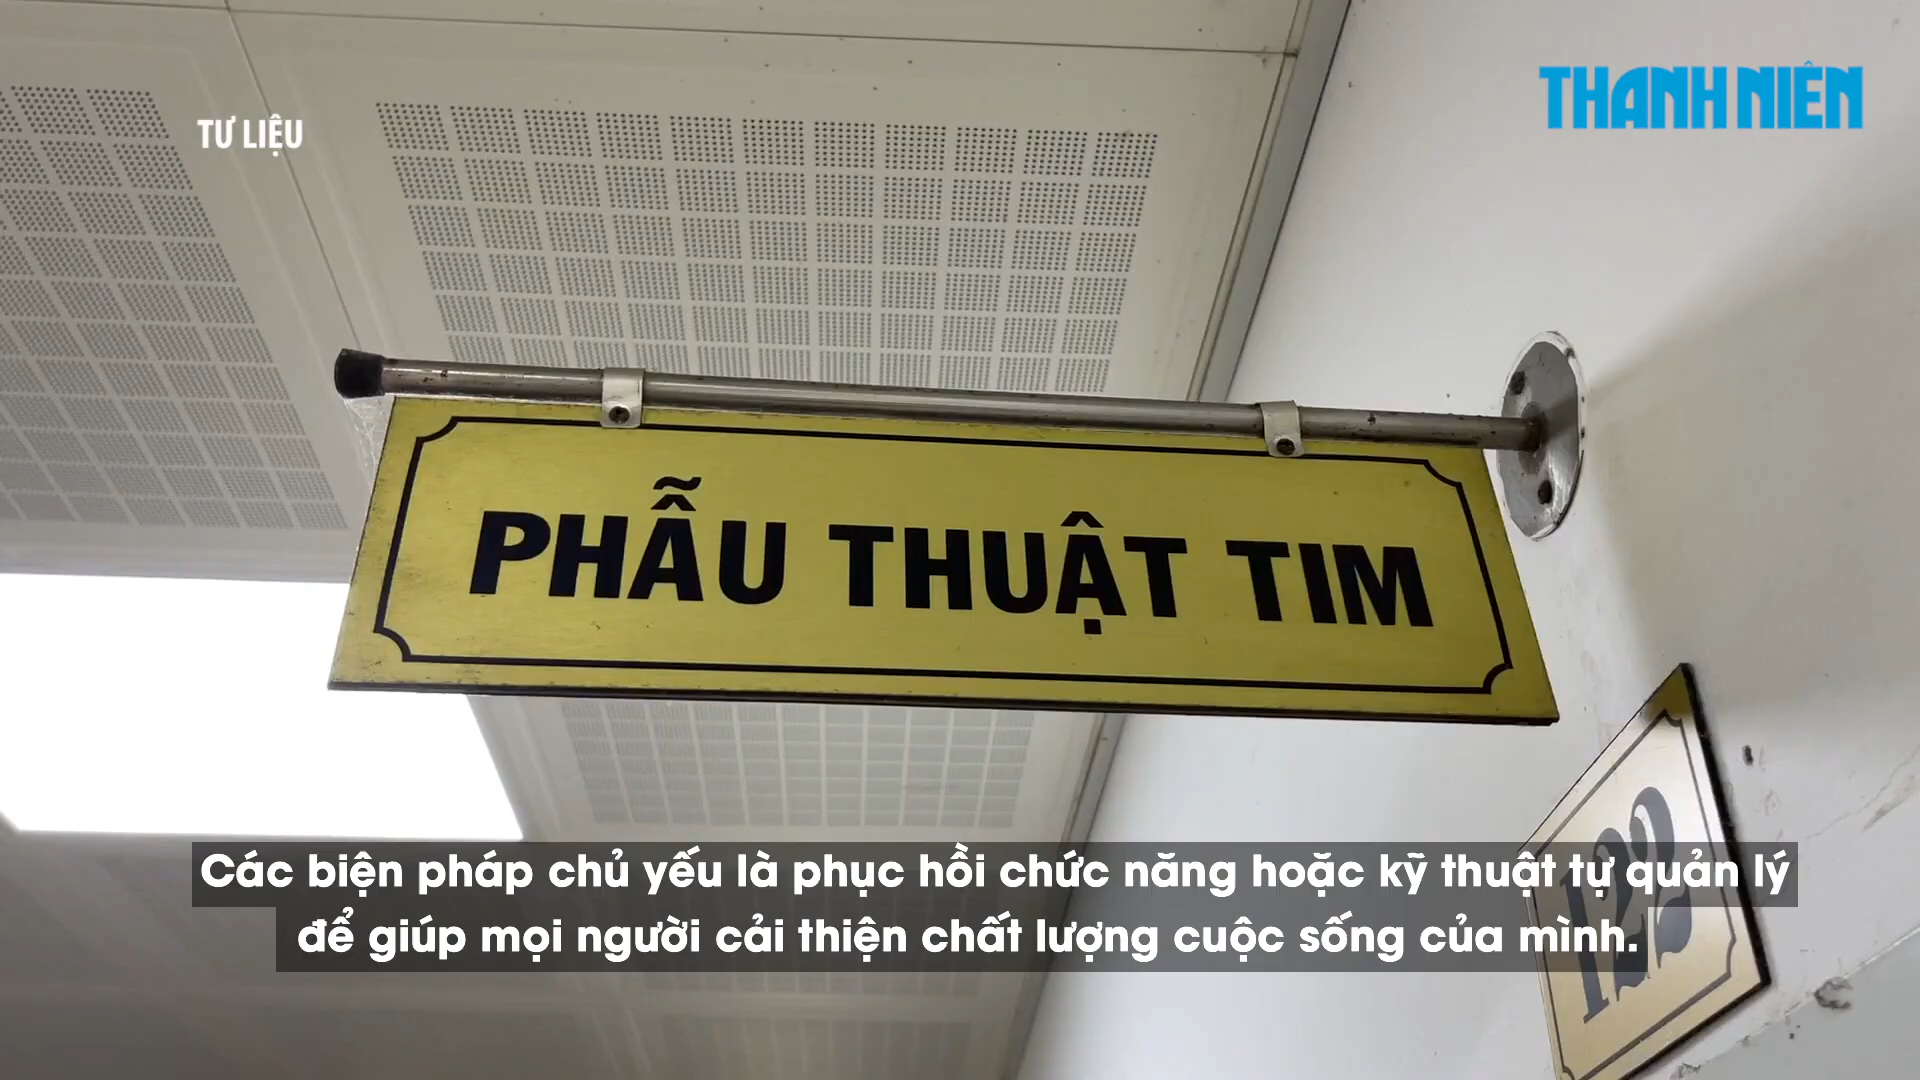 TƯ LIỆU
THANH NIÊN
PHẪU THUẬT TIM
122
Các biện pháp chủ yếu là phục hồi chức năng hoặc kỹ thuật tự quản lý
để giúp mọi người cải thiện chất lượng cuộc sống của mình.